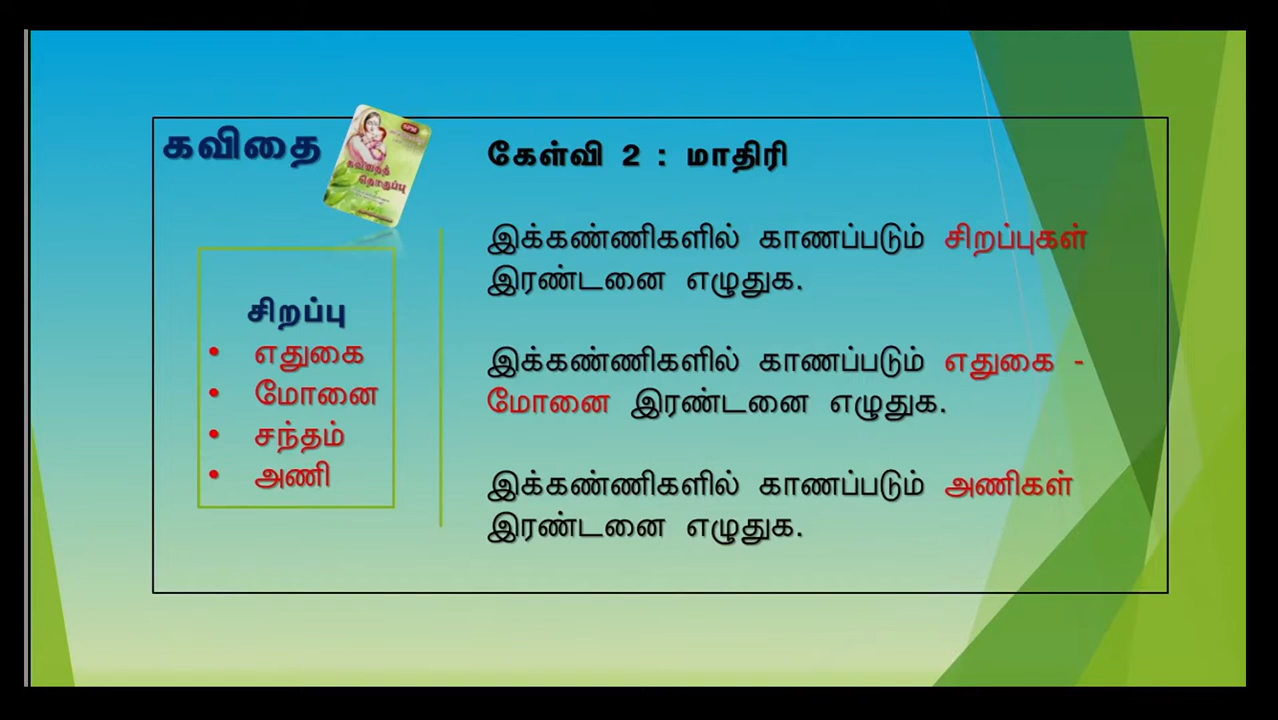 கவிதை
கவிதைத்
தொகுப்பு
சிறப்பு
• எதுகை
• மோனை
• சந்தம்
• அணி
கேள்வி 2 : மாதிரி
இக்கண்ணிகளில் காணப்படும் சிறப்புகள்
இரண்டனை எழுதுக.
இக்கண்ணிகளில் காணப்படும் எதுகை -
மோனை இரண்டனை எழுதுக.
இக்கண்ணிகளில் காணப்படும் அணிகள்
இரண்டனை எழுதுக.